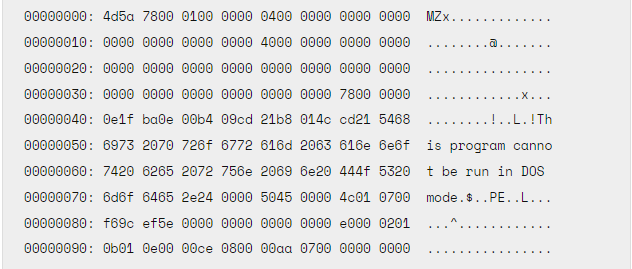 00000000: 4d5a 7800 0100 0000 0400 0000 0000 0000  MZx.............
00000010: 0000 0000 0000 0000 4000 0000 0000 0000  ........@.......
00000020: 0000 0000 0000 0000 0000 0000 0000 0000  ................
00000030: 0000 0000 0000 0000 0000 0000 7800 0000  ............x...
00000040: 0e1f ba0e 00b4 09cd 21b8 014c cd21 5468  ........!..L.!Th
00000050: 6973 2070 726f 6772 616d 2063 616e 6e6f  is program canno
00000060: 7420 6265 2072 756e 2069 6e20 444f 5320  t be run in DOS
00000070: 6d6f 6465 2e24 0000 5045 0000 4c01 0700  mode.$..PE..L...
00000080: f69c ef5e 0000 0000 0000 0000 e000 0201  ...^............
00000090: 0b01 0e00 00ce 0800 00aa 0700 0000 0000  ................